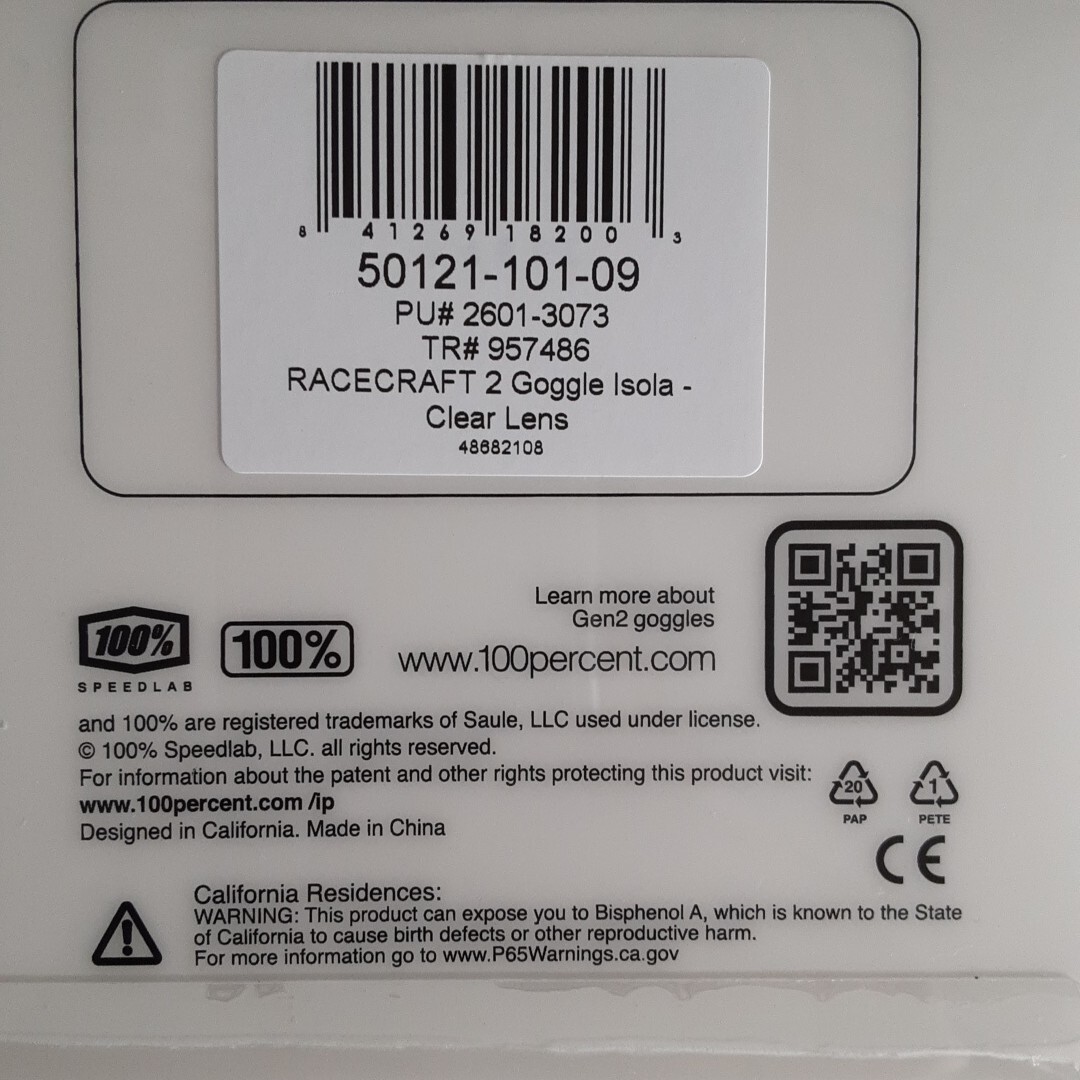 8 41269 18200 3
50121-101-09
PU# 2601-3073
TR# 957486
RACECRAFT 2 Goggle Isola -
Clear Lens
48682108
Learn more about
Gen2 goggles
www.100percent.com
100%
SPEEDLAB
100%
and 100% are registered trademarks of Saule, LLC used under license.
© 100% Speedlab, LLC. all rights reserved.
For information about the patent and other rights protecting this product visit:
www.100percent.com /ip
Designed in California. Made in China
20
PAP
1
PETE
CE
California Residences:
WARNING: This product can expose you to Bisphenol A, which is known to the State
of California to cause birth defects or other reproductive harm.
For more information go to www.P65Warnings.ca.gov